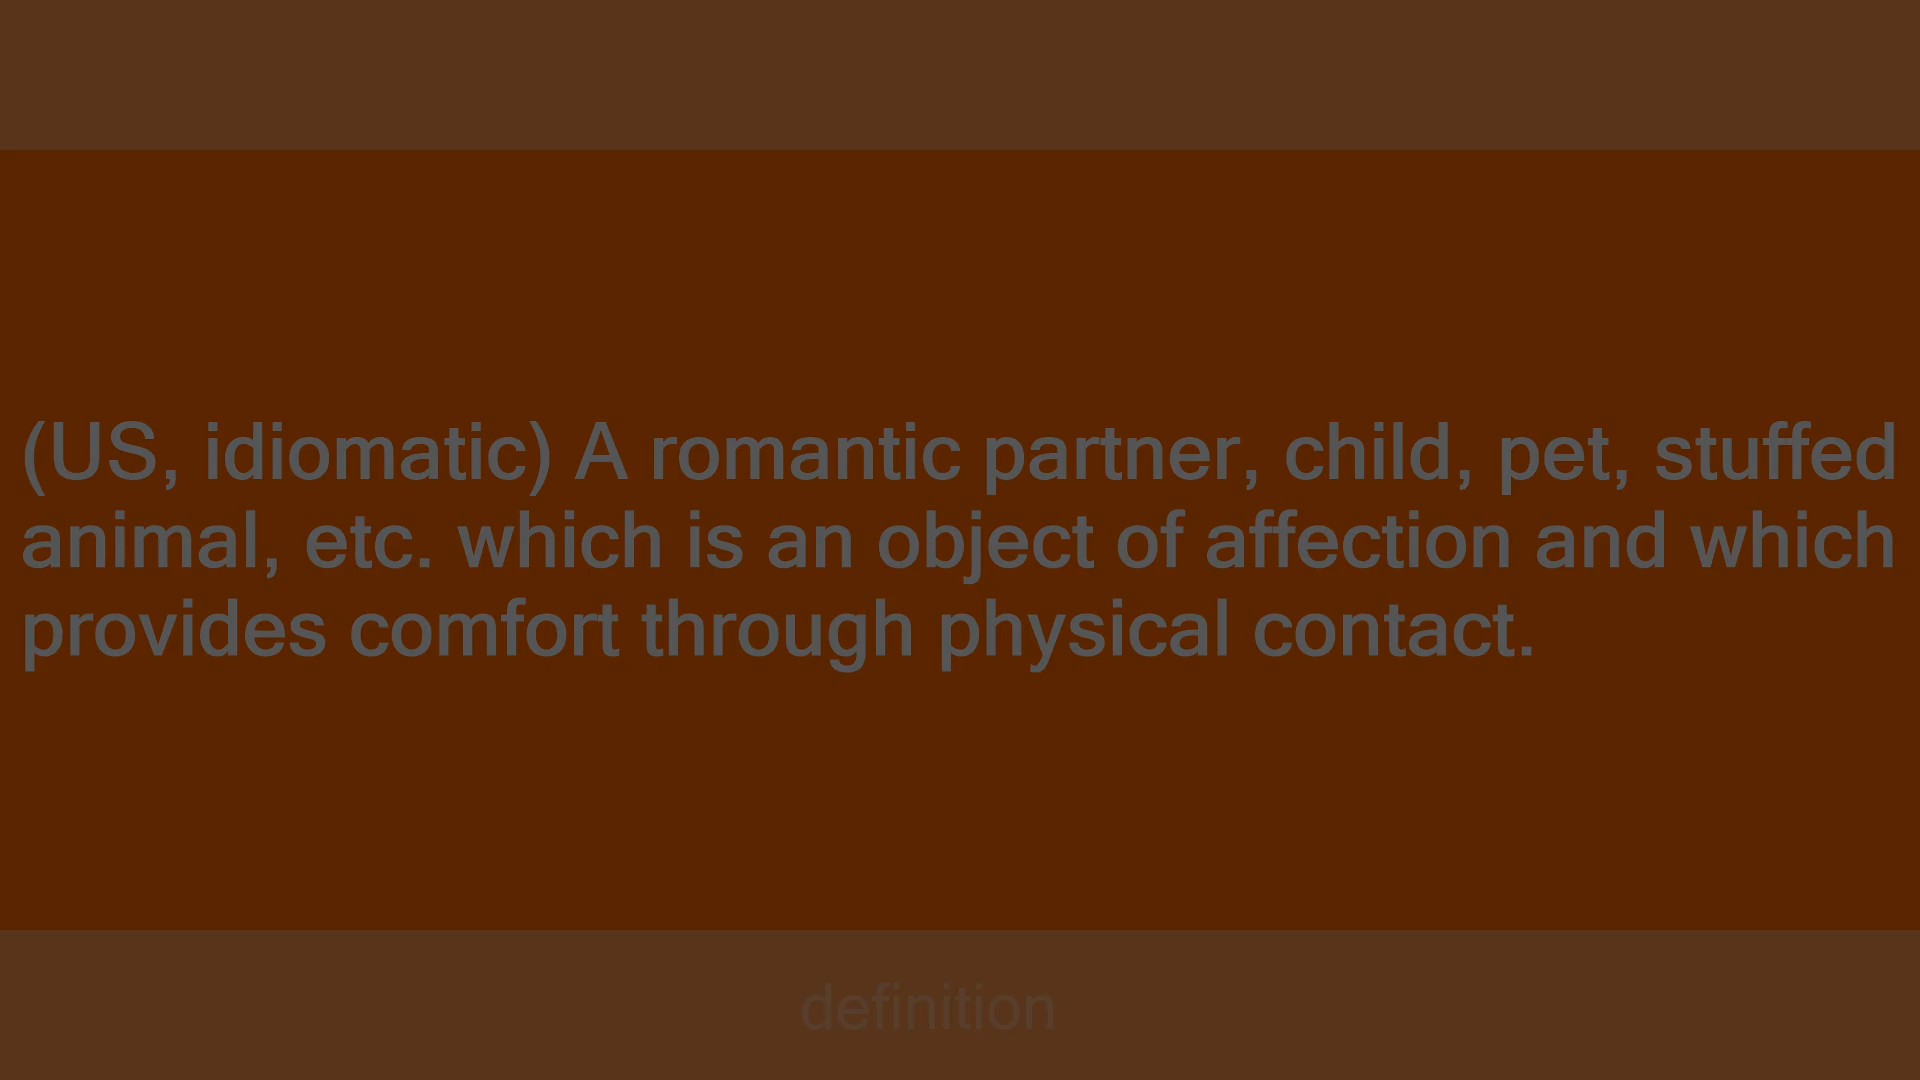 (US, idiomatic) A romantic partner, child, pet, stuffed
animal, etc. which is an object of affection and which
provides comfort through physical contact.
definition